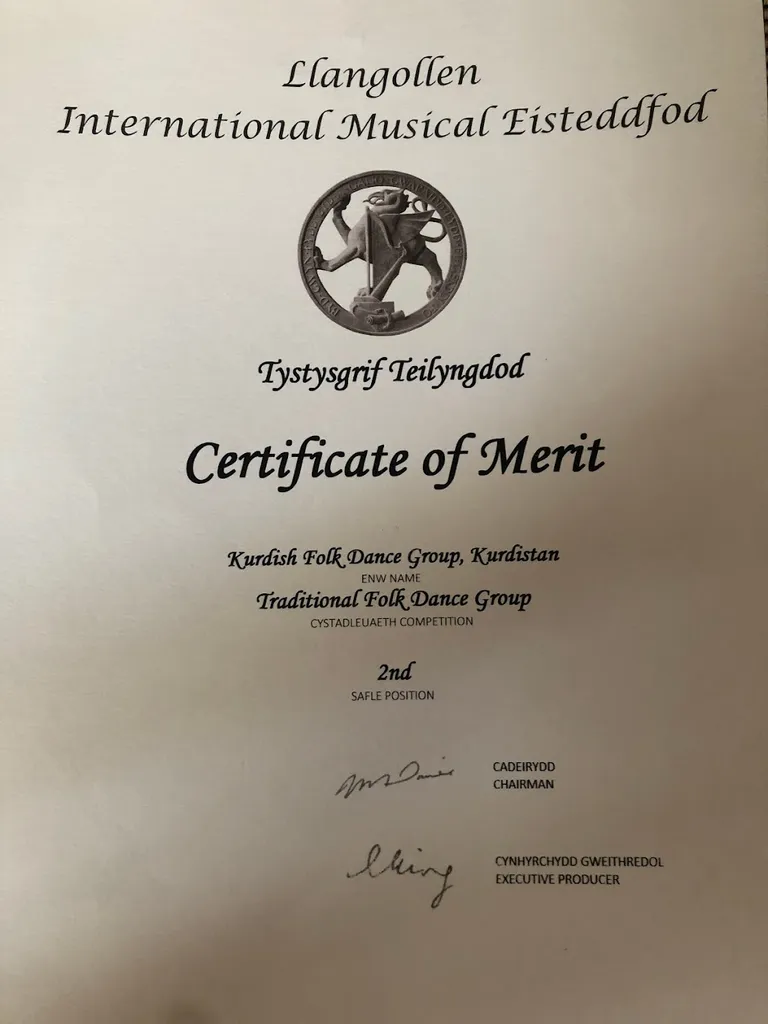 Llangollen
International Musical Eisteddfod
Tystysgrif Teilyngdod
Certificate of Merit
Kurdish Folk Dance Group, Kurdistan
ENW NAME
Traditional Folk Dance Group
CYSTADLEUAETH COMPETITION
2nd
SAFLE POSITION
CADEIRYDD
CHAIRMAN
CYNHYRCHYDD GWEITHREDOL
EXECUTIVE PRODUCER